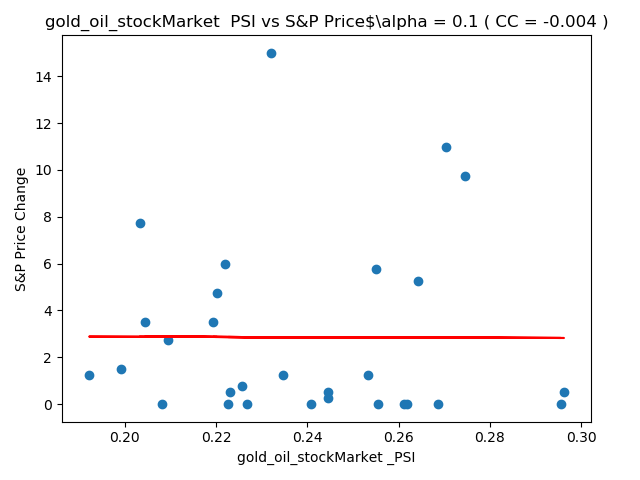 gold_oil_stockMarket  PSI vs S&P Price$\alpha = 0.1 ( CC = -0.004 )
14
12
10
8
6
4
2
0
S&P Price Change
0.20 0.22 0.24 0.26 0.28 0.30
gold_oil_stockMarket _PSI